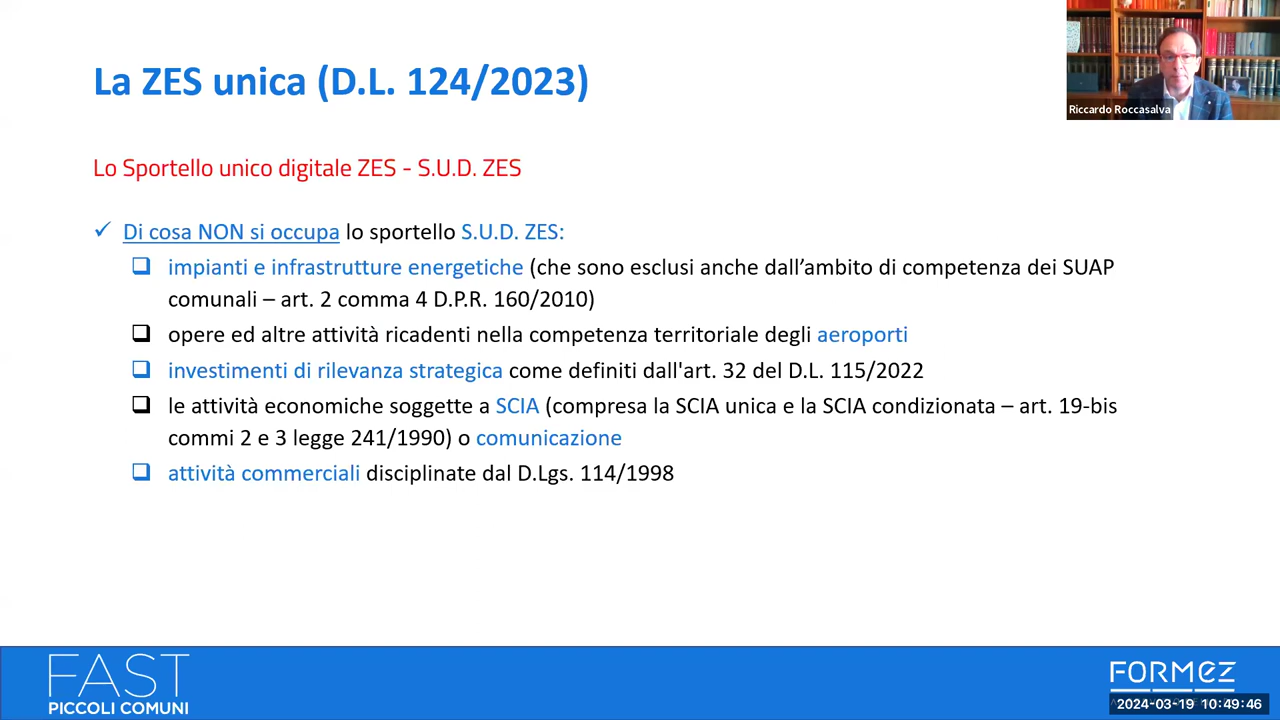 La ZES unica (D.L. 124/2023)
Riccardo Roccasalva
Lo Sportello unico digitale ZES - S.U.D. ZES
✓ Di cosa NON si occupa lo sportello S.U.D. ZES:
❑ impianti e infrastrutture energetiche (che sono esclusi anche dall’ambito di competenza dei SUAP
comunali – art. 2 comma 4 D.P.R. 160/2010)
❑ opere ed altre attività ricadenti nella competenza territoriale degli aeroporti
❑ investimenti di rilevanza strategica come definiti dall'art. 32 del D.L. 115/2022
❑ le attività economiche soggette a SCIA (compresa la SCIA unica e la SCIA condizionata – art. 19-bis
commi 2 e 3 legge 241/1990) o comunicazione
❑ attività commerciali disciplinate dal D.Lgs. 114/1998
FAST
PICCOLI COMUNI
FORMEZ
2024-03-19 10:49:46